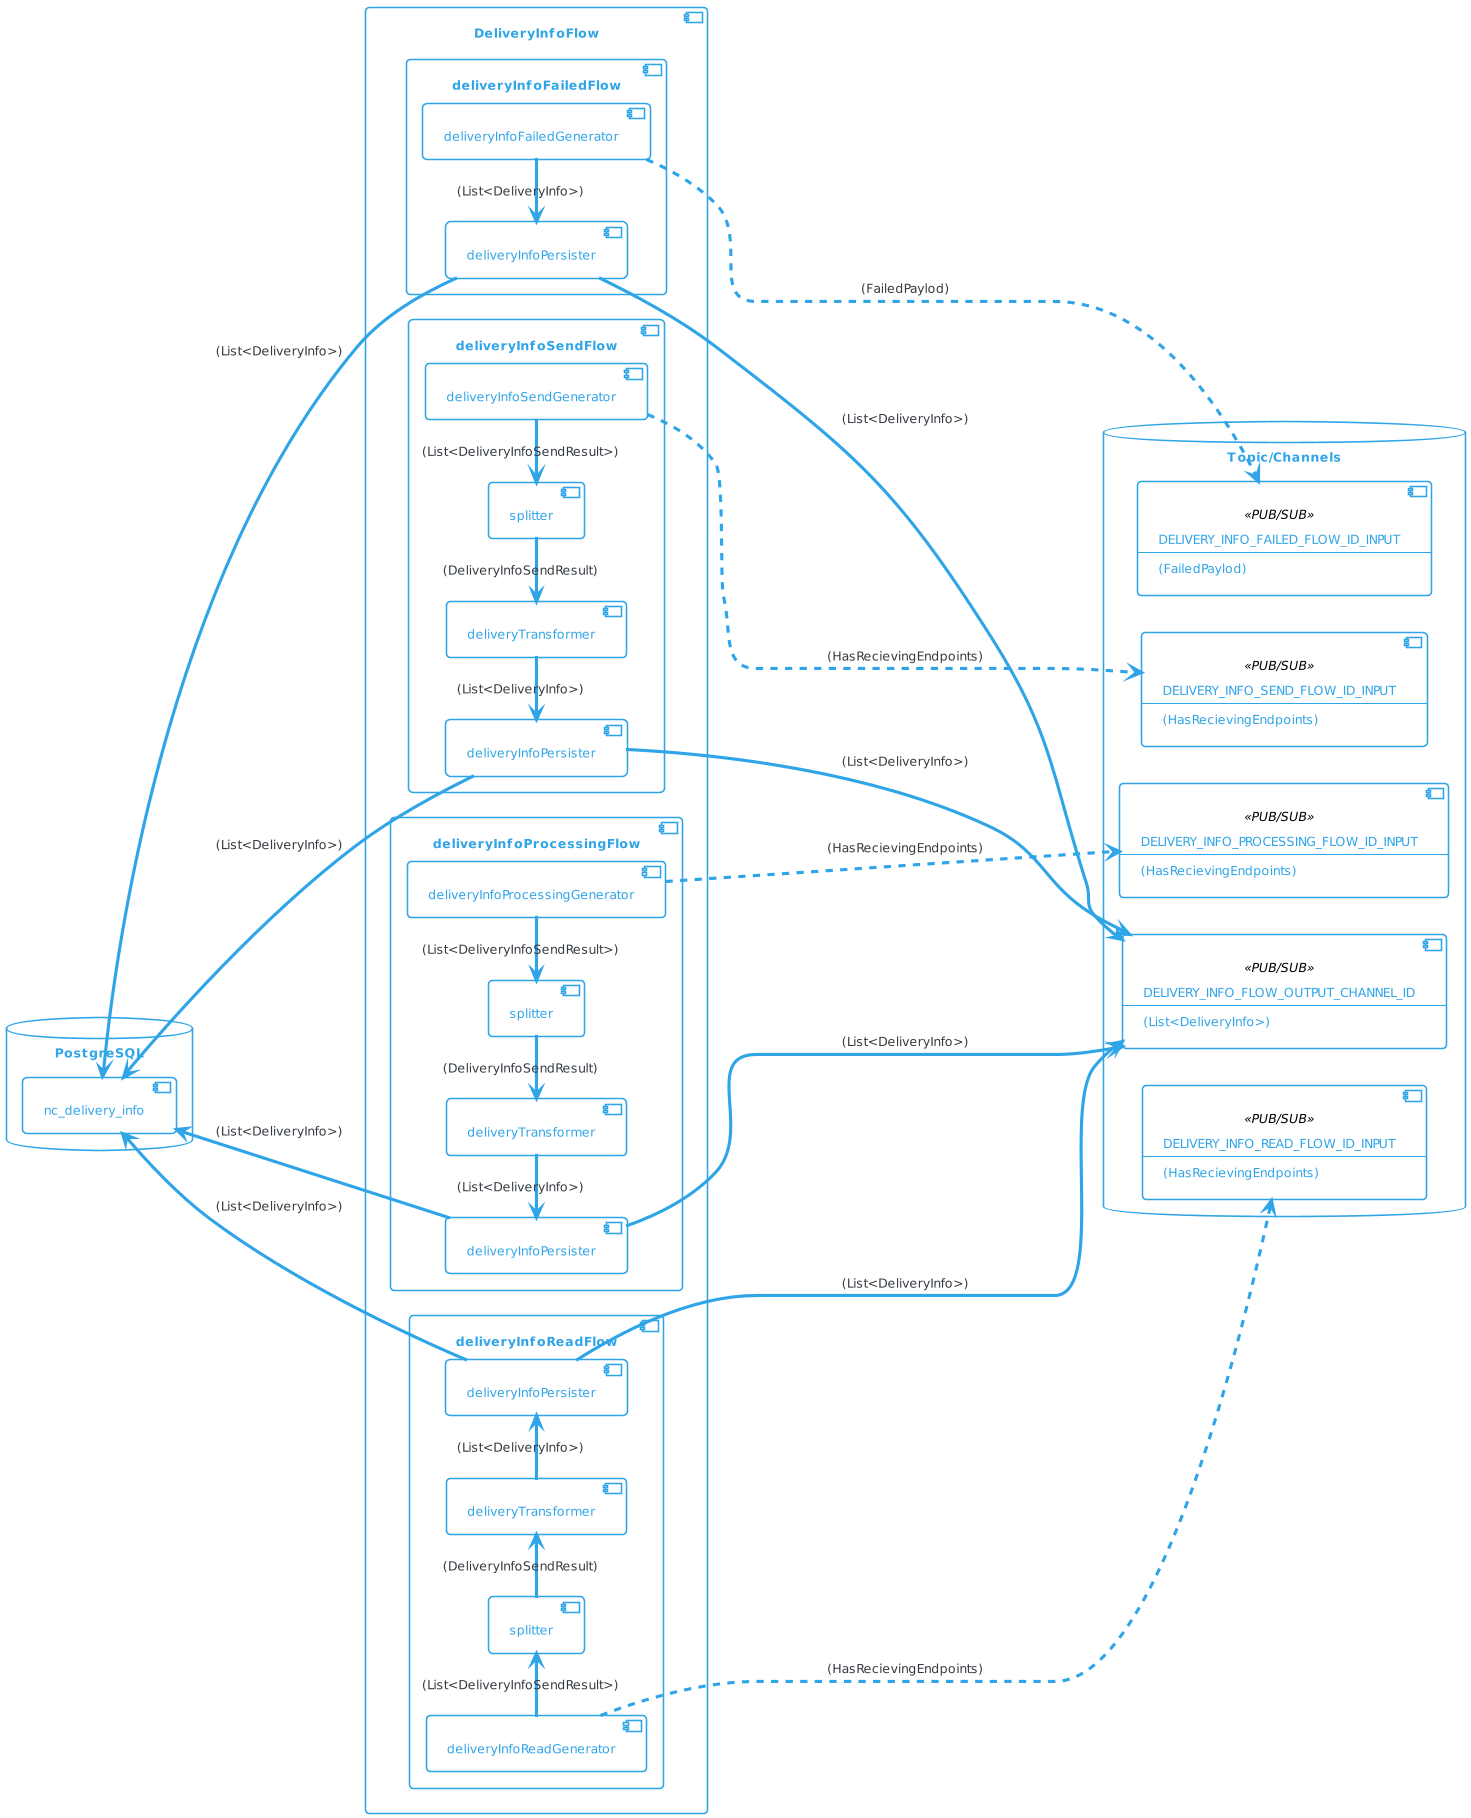 DeliveryInfoFlow
deliveryInfoFailedFlow
deliveryInfoFailedGenerator
(List<DeliveryInfo>)
deliveryInfoPersister
(FailedPaylod)
(List<DeliveryInfo>)
(List<DeliveryInfo>)
deliveryInfoSendFlow
deliveryInfoSendGenerator
(List<DeliveryInfoSendResult>)
splitter
(DeliveryInfoSendResult)
deliveryTransformer
(List<DeliveryInfo>)
deliveryInfoPersister
(HasRecievingEndpoints)
(List<DeliveryInfo>)
(List<DeliveryInfo>)
deliveryInfoProcessingFlow
deliveryInfoProcessingGenerator
(List<DeliveryInfoSendResult>)
splitter
(DeliveryInfoSendResult)
deliveryTransformer
(List<DeliveryInfo>)
deliveryInfoPersister
(HasRecievingEndpoints)
(List<DeliveryInfo>)
(List<DeliveryInfo>)
deliveryInfoReadFlow
deliveryInfoPersister
(List<DeliveryInfo>)
deliveryTransformer
(DeliveryInfoSendResult)
splitter
(List<DeliveryInfoSendResult>)
deliveryInfoReadGenerator
(List<DeliveryInfo>)
(List<DeliveryInfo>)
(HasRecievingEndpoints)
PostgreSQL
nc_delivery_info
Topic/Channels
«PUB/SUB»
DELIVERY_INFO_FAILED_FLOW_ID_INPUT
(FailedPaylod)
«PUB/SUB»
DELIVERY_INFO_SEND_FLOW_ID_INPUT
(HasRecievingEndpoints)
«PUB/SUB»
DELIVERY_INFO_PROCESSING_FLOW_ID_INPUT
(HasRecievingEndpoints)
«PUB/SUB»
DELIVERY_INFO_FLOW_OUTPUT_CHANNEL_ID
(List<DeliveryInfo>)
«PUB/SUB»
DELIVERY_INFO_READ_FLOW_ID_INPUT
(HasRecievingEndpoints)